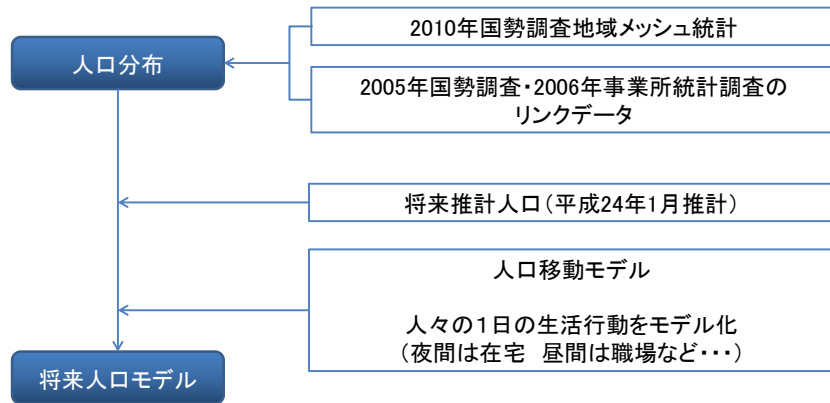 2010年国勢調査地域メッシュ統計
人口分布
2005年国勢調査・2006年事業所統計調査の
リンクデータ
将来推計人口(平成24年1月推計)
人口移動モデル
人々の1日の生活行動をモデル化
(夜間は在宅　昼間は職場など・・・)
将来人口モデル